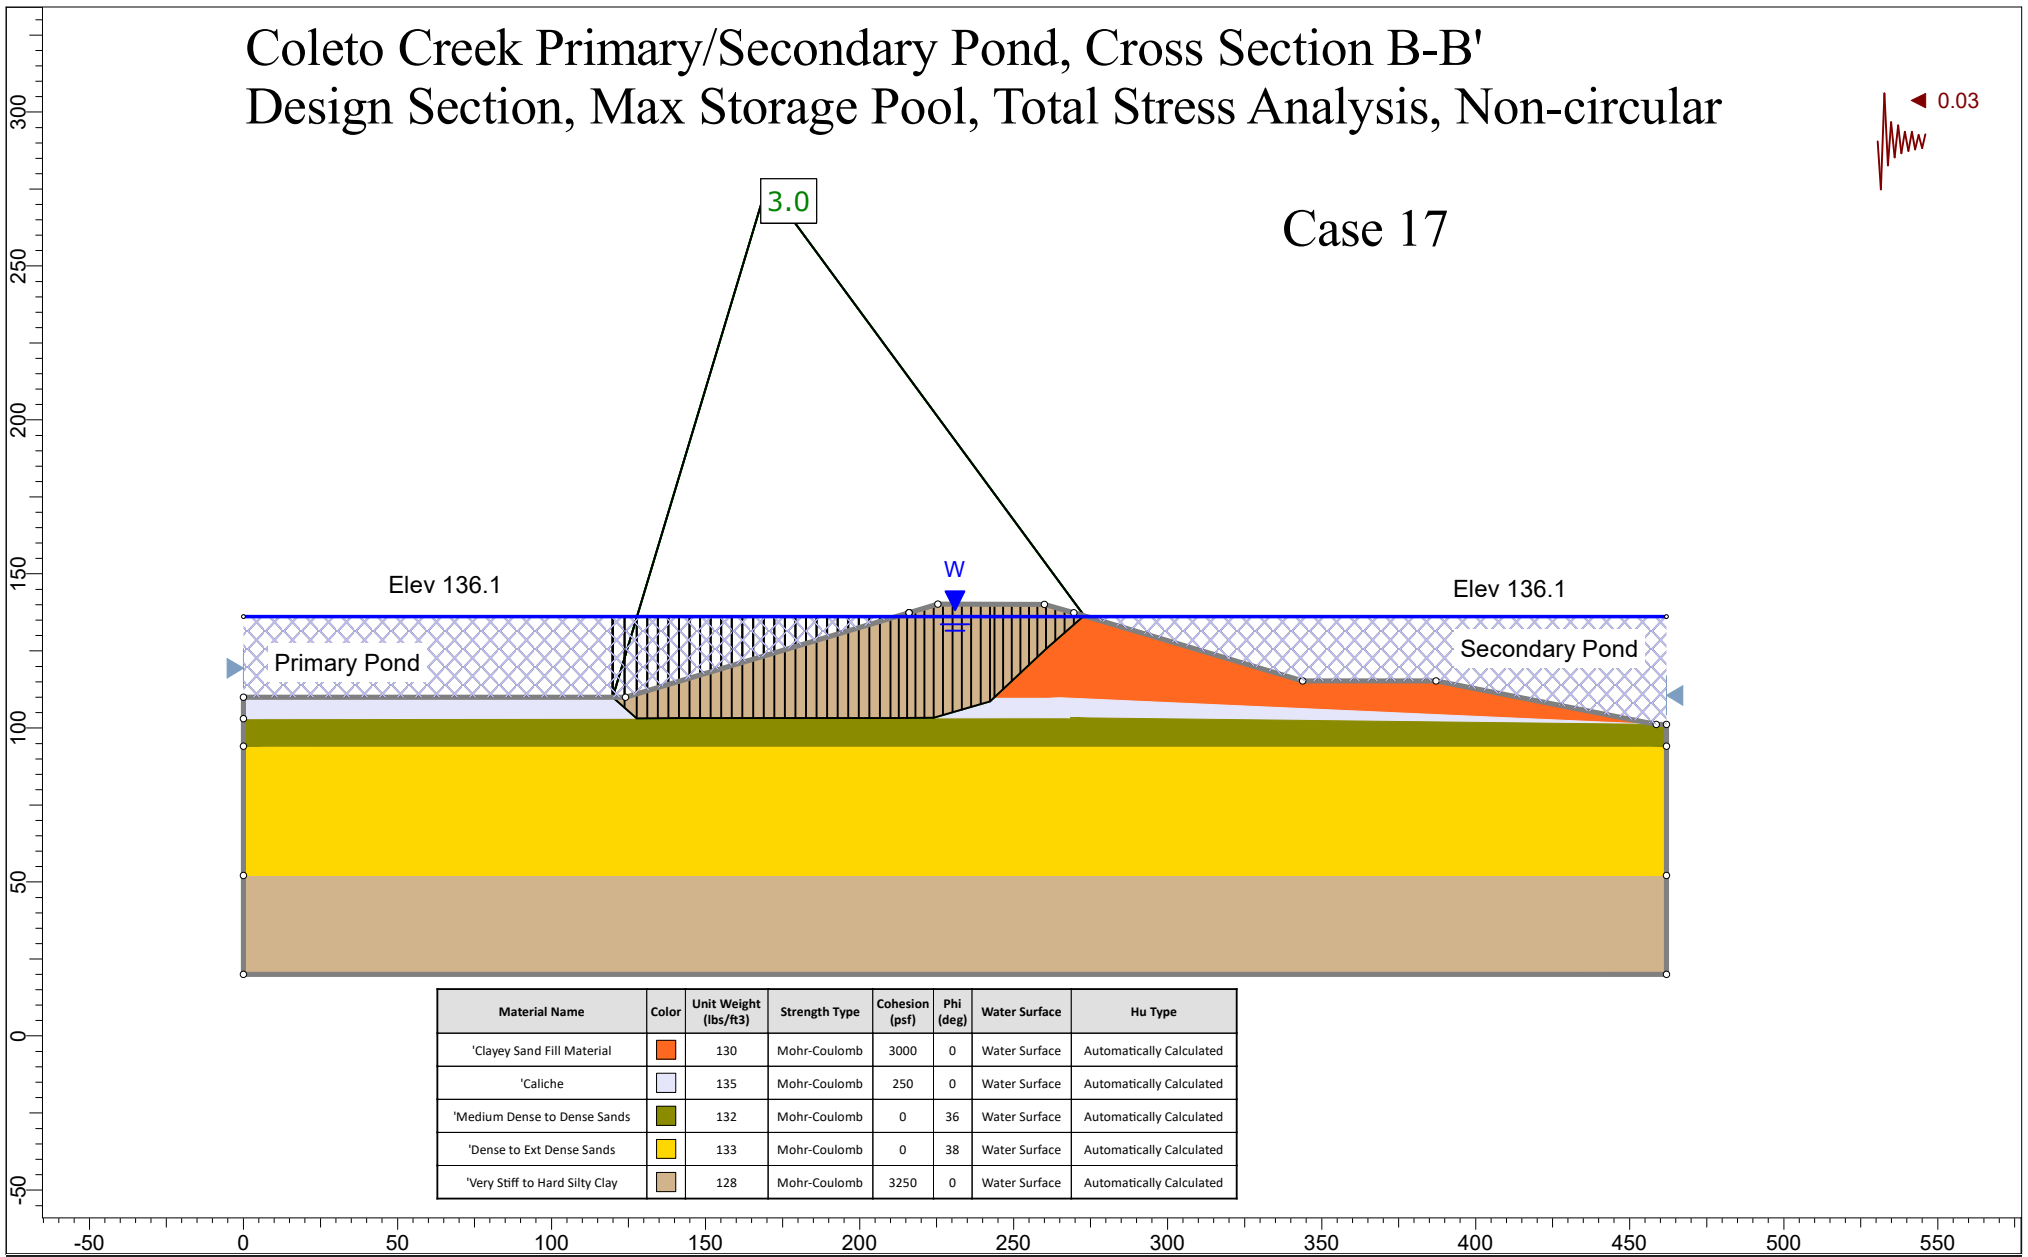 Coleto Creek Primary/Secondary Pond, Cross Section B-B'
Design Section, Max Storage Pool, Total Stress Analysis, Non-circular
0.03
3.0
Case 17
300
250
200
150
100
50
0
-50
W
Elev 136.1
Elev 136.1
Primary Pond
Secondary Pond
Material Name Color Unit Weight (lbs/ft3) Strength Type Cohesion (psf) Phi (deg) Water Surface Hu Type
'Clayey Sand Fill Material 130 Mohr-Coulomb 3000 0 Water Surface Automatically Calculated
'Caliche 135 Mohr-Coulomb 250 0 Water Surface Automatically Calculated
'Medium Dense to Dense Sands 132 Mohr-Coulomb 0 36 Water Surface Automatically Calculated
'Dense to Ext Dense Sands 133 Mohr-Coulomb 0 38 Water Surface Automatically Calculated
'Very Stiff to Hard Silty Clay 128 Mohr-Coulomb 3250 0 Water Surface Automatically Calculated
-50 0 50 100 150 200 250 300 350 400 450 500 550